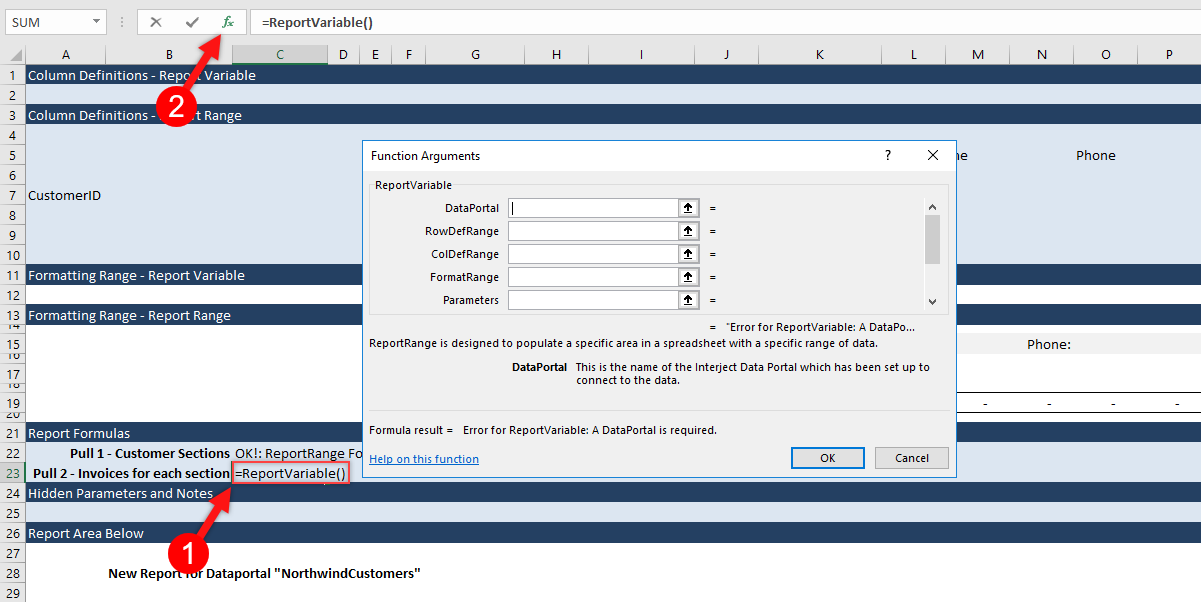 SUM
fx
=ReportVariable()
A B C D E F G H I J K L M N O P
1 Column Definitions - Report Variable
2
2
3 Column Definitions - Report Range
4
5 Phone
6
7 CustomerID
8
9
10
11 Formatting Range - Report Variable
12
13 Formatting Range - Report Range
14
15 Phone:
16
17
18
19 - - - -
20
21 Report Formulas
22 Pull 1 - Customer Sections OK!: ReportRange Fo
23 Pull 2 - Invoices for each section =ReportVariable()
24 Hidden Parameters and Notes
25
26 Report Area Below
27
1
28 New Report for Dataportal "NorthwindCustomers"
29
Function Arguments ?
ReportVariable
DataPortal =
RowDefRange =
ColDefRange =
FormatRange =
Parameters =
= "Error for ReportVariable: A DataPo...
ReportRange is designed to populate a specific area in a spreadsheet with a specific range of data.
DataPortal This is the name of the Interject Data Portal which has been set up to
connect to the data.
Formula result = Error for ReportVariable: A DataPortal is required.
Help on this function
OK Cancel